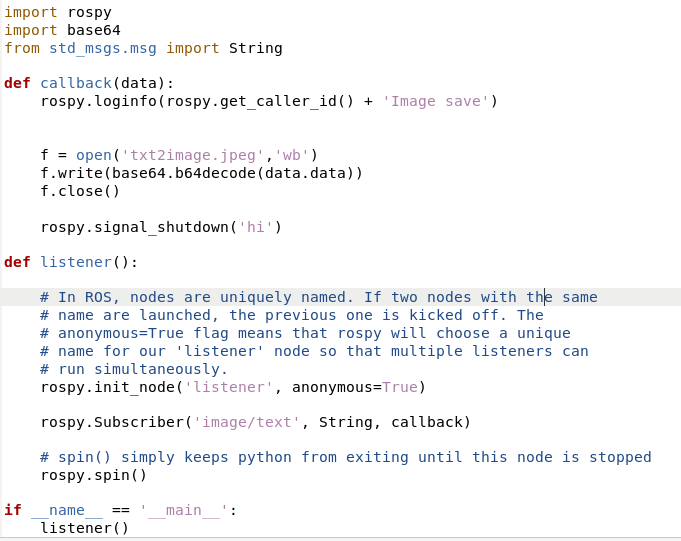 import rospy
import base64
from std_msgs.msg import String
def callback(data):
    rospy.loginfo(rospy.get_caller_id() + 'Image save')
    f = open('txt2image.jpeg','wb')
    f.write(base64.b64decode(data.data))
    f.close()
    rospy.signal_shutdown('hi')
def listener():
    # In ROS, nodes are uniquely named. If two nodes with the same
    # name are launched, the previous one is kicked off. The
    # anonymous=True flag means that rospy will choose a unique
    # name for our 'listener' node so that multiple listeners can
    # run simultaneously.
    rospy.init_node('listener', anonymous=True)
    rospy.Subscriber('image/text', String, callback)
    # spin() simply keeps python from exiting until this node is stopped
    rospy.spin()
if __name__ == '__main__':
    listener()